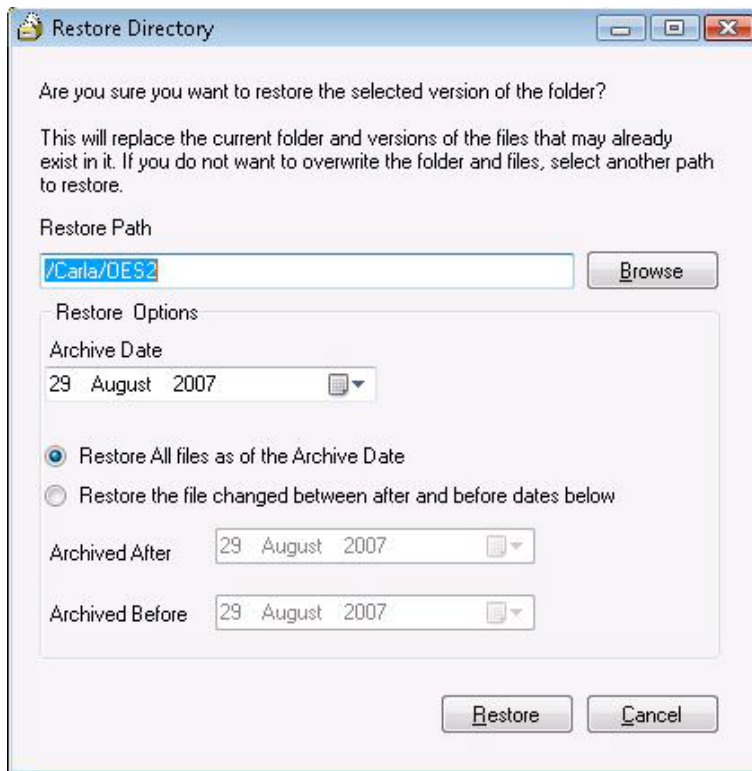 Restore Directory
Are you sure you want to restore the selected version of the folder?
This will replace the current folder and versions of the files that may already
exist in it. If you do not want to overwrite the folder and files, select another path
to restore.
Restore Path
/Carla/OES2
Browse
Restore Options
Archive Date
29 August 2007
Restore All files as of the Archive Date
Restore the file changed between after and before dates below
Archived After
29 August 2007
Archived Before
29 August 2007
Restore
Cancel